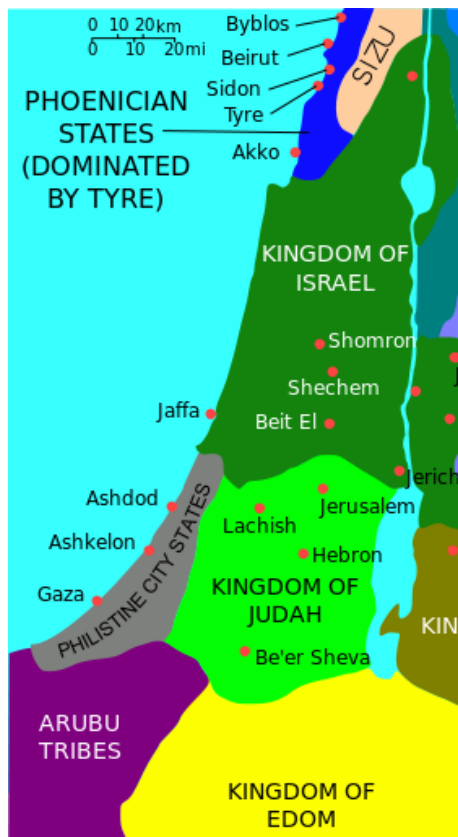 0 10 20km
0 10 20mi
Byblos
Beirut
Sidon
Tyre
Akko
SIZU
PHOENICIAN
STATES
(DOMINATED
BY TYRE)
KINGDOM OF
ISRAEL
Shomron
Shechem
J
Jaffa
Beit El
Jerich
Ashdod
Lachish
Jerusalem
Ashkelon
Hebron
Gaza
PHILISTINE CITY STATES
KINGDOM OF
JUDAH
KIN
Be'er Sheva
ARUBU
TRIBES
KINGDOM OF
EDOM